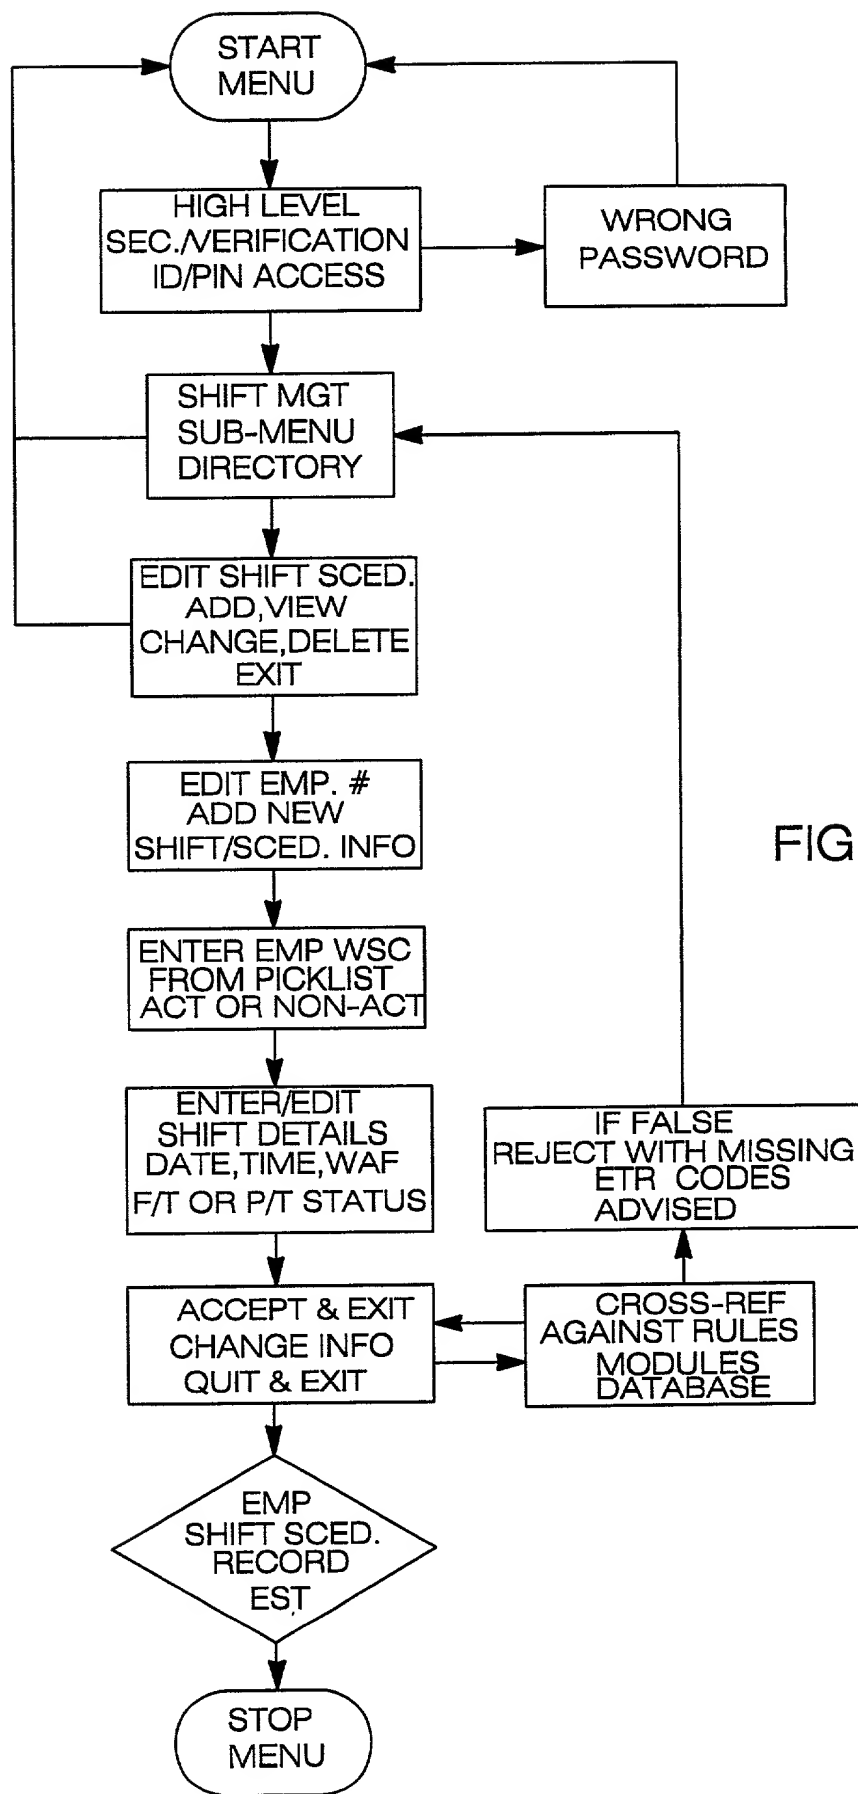 START
MENU
HIGH LEVEL
SEC./VERIFICATION
ID/PIN ACCESS
WRONG
PASSWORD
SHIFT MGT
SUB-MENU
DIRECTORY
EDIT SHIFT SCED.
ADD,VIEW
CHANGE,DELETE
EXIT
EDIT EMP. #
ADD NEW
SHIFT/SCED. INFO
FIG
ENTER EMP WSC
FROM PICKLIST
ACT OR NON-ACT
ENTER/EDIT
SHIFT DETAILS
DATE,TIME,WAF
F/T OR P/T STATUS
IF FALSE
REJECT WITH MISSING
ETR CODES
ADVISED
ACCEPT & EXIT
CHANGE INFO
QUIT & EXIT
CROSS-REF
AGAINST RULES
MODULES
DATABASE
EMP
SHIFT SCED.
RECORD
EST
STOP
MENU